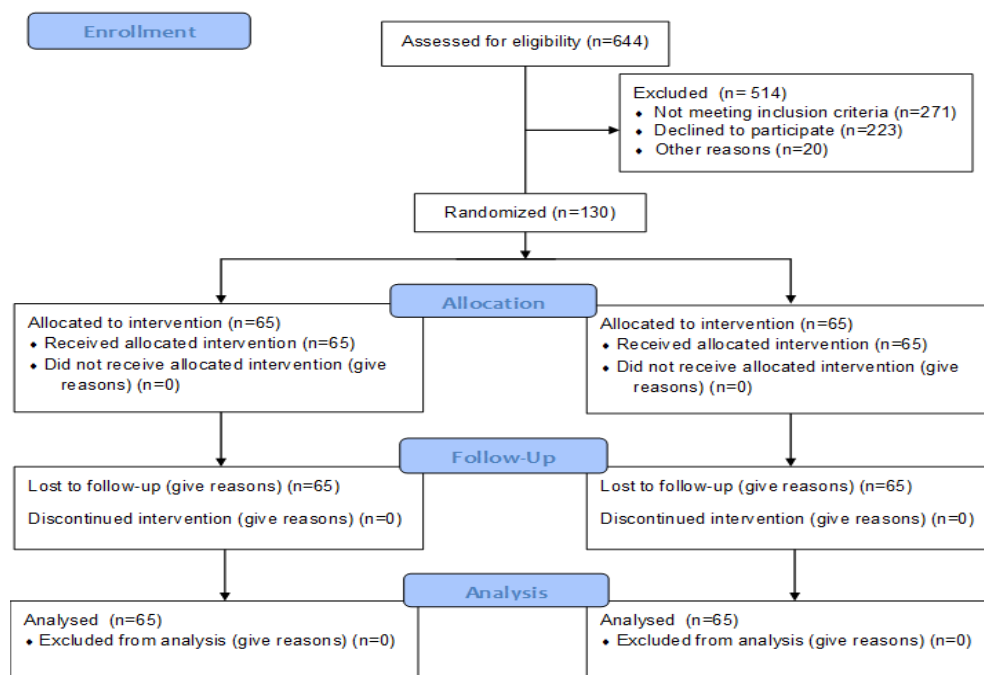 Enrollment
Assessed for eligibility (n=644)
Excluded (n= 514)
⬥ Not meeting inclusion criteria (n=271)
⬥ Declined to participate (n=223)
⬥ Other reasons (n=20)
Randomized (n=130)
Allocation
Allocated to intervention (n=65)
⬥ Received allocated intervention (n=65)
⬥ Did not receive allocated intervention (give
reasons) (n=0)
Allocated to intervention (n=65)
⬥ Received allocated intervention (n=65)
⬥ Did not receive allocated intervention (give
reasons) (n=0)
Follow-Up
Lost to follow-up (give reasons) (n=65)
Discontinued intervention (give reasons) (n=0)
Lost to follow-up (give reasons) (n=65)
Discontinued intervention (give reasons) (n=0)
Analysis
Analysed (n=65)
⬥ Excluded from analysis (give reasons) (n=0)
Analysed (n=65)
⬥ Excluded from analysis (give reasons) (n=0)